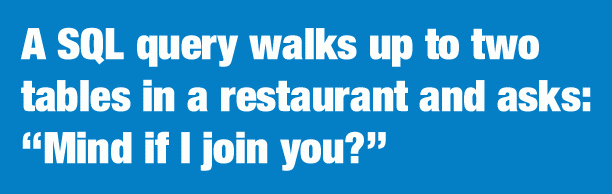 A SQL query walks up to two
tables in a restaurant and asks:
“Mind if I join you?”